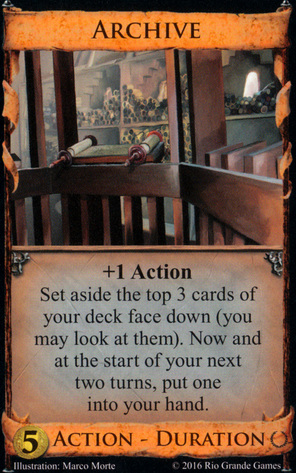 ARCHIVE
+1 Action
Set aside the top 3 cards of
your deck face down (you
may look at them). Now and
at the start of your next
two turns, put one
into your hand.
5 ACTION - DURATION
Illustration: Marco Morte © 2016 Rio Grande Games